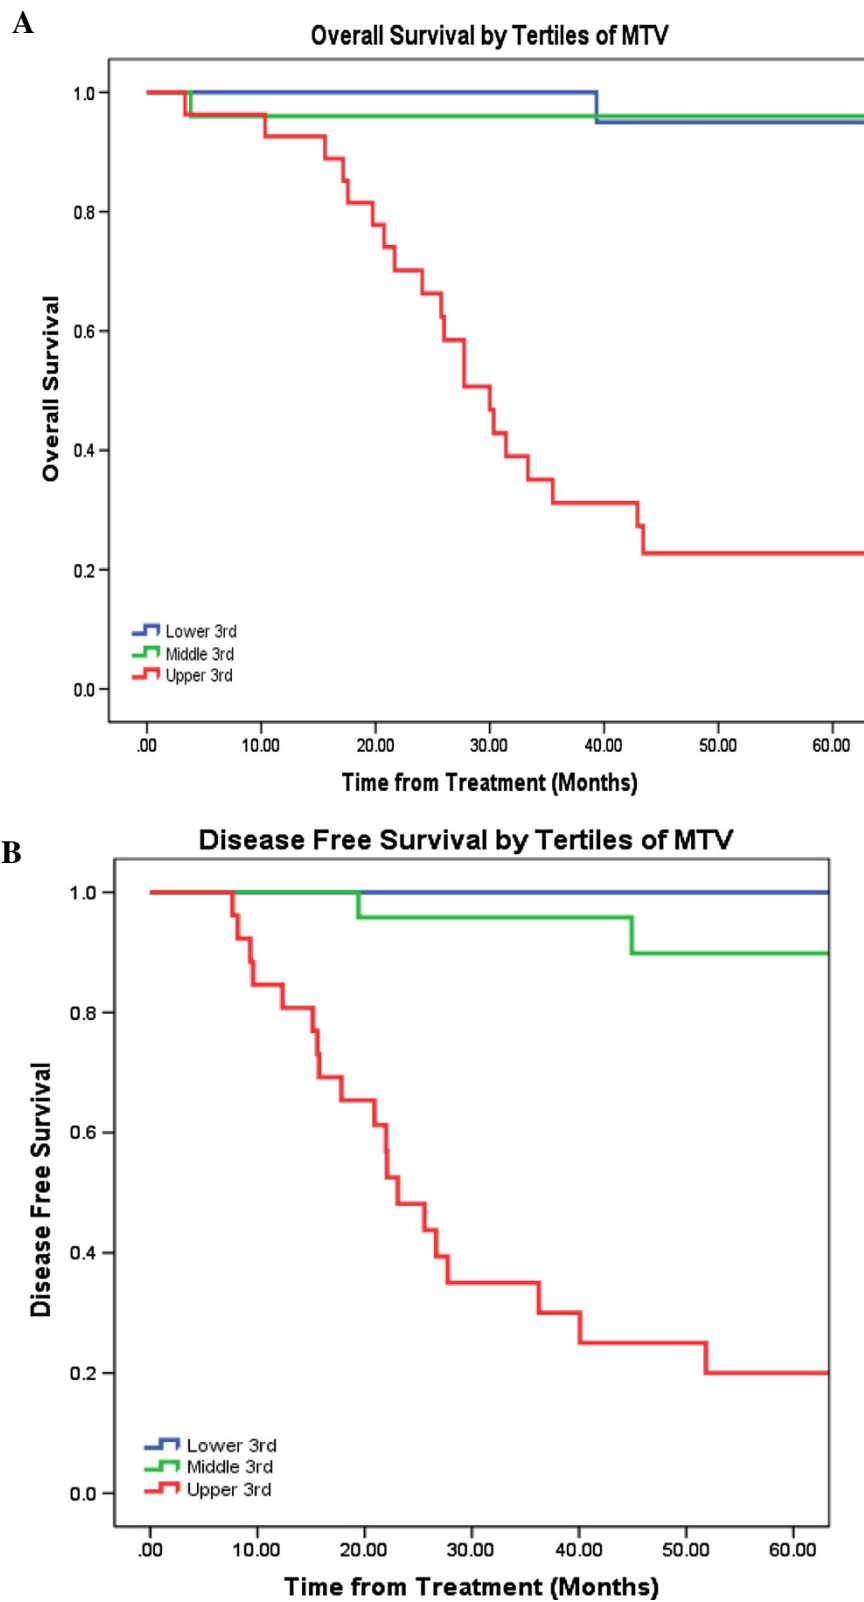 A
Overall Survival by Tertiles of MTV
1.0
0.8
0.6
0.4
0.2
0.0
Overall Survival
Lower 3rd
Middle 3rd
Upper 3rd
.00 10.00 20.00 30.00 40.00 50.00 60.00
Time from Treatment (Months)
B
Disease Free Survival by Tertiles of MTV
1.0
0.8
0.6
0.4
0.2
0.0
Disease Free Survival
Lower 3rd
Middle 3rd
Upper 3rd
.00 10.00 20.00 30.00 40.00 50.00 60.00
Time from Treatment (Months)